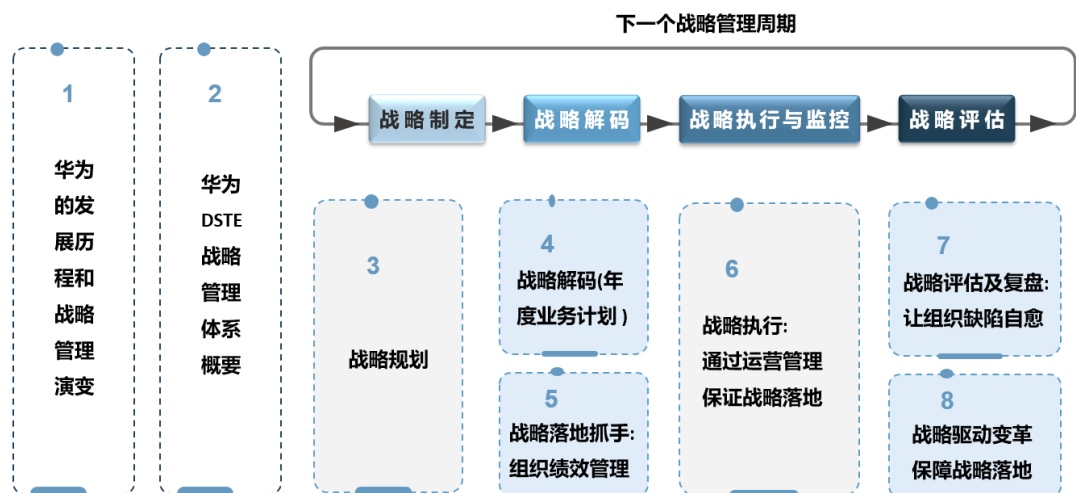 下一个战略管理周期
战略制定
战略解码
战略执行与监控
战略评估
1
华为
的发
展历
程和
战略
管理
演变
2
华为
DSTE
战略
管理
体系
概要
3
战略规划
4
战略解码(年
度业务计划)
5
战略落地抓手:
组织绩效管理
6
战略执行:
通过运营管理
保证战略落地
7
战略评估及复盘:
让组织缺陷自愈
8
战略驱动变革
保障战略落地